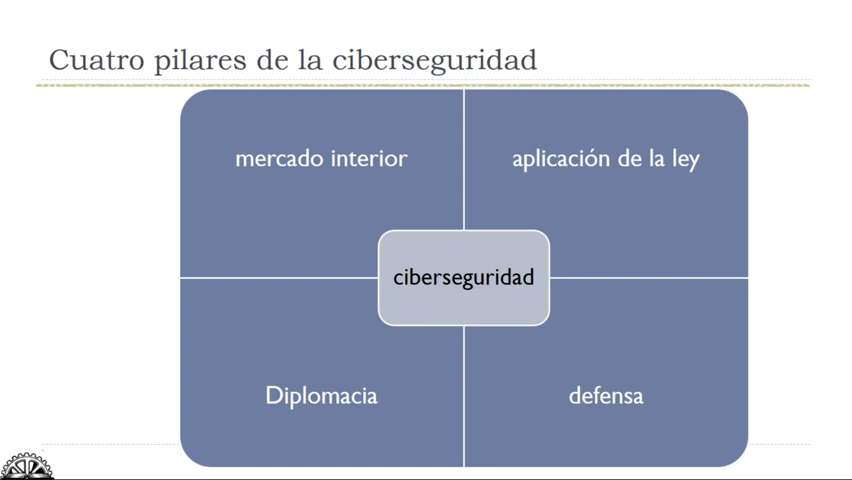 Cuatro pilares de la ciberseguridad
mercado interior
aplicación de la ley
ciberseguridad
Diplomacia
defensa